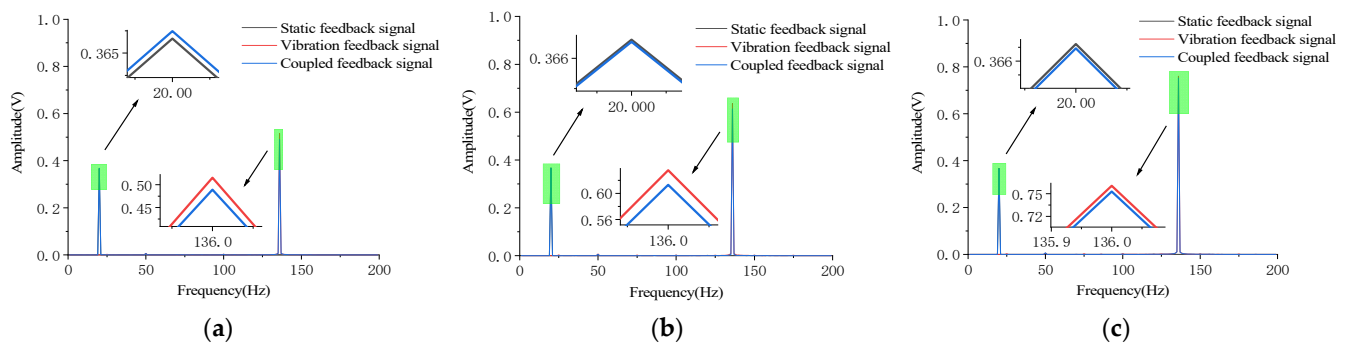 Static feedback signal
Vibration feedback signal
Coupled feedback signal
0.365
20.00
0.50
0.45
136.0
1.0
0.8
0.6
0.4
0.2
0.0
Amplitude(V)
0
50
100
150
200
Frequency(Hz)
(a)
Static feedback signal
Vibration feedback signal
Coupled feedback signal
0.366
20.000
0.60
0.56
136.0
1.0
0.8
0.6
0.4
0.2
0.0
Amplitude(V)
0
50
100
150
200
Frequency(Hz)
(b)
Static feedback signal
Vibration feedback signal
Coupled feedback signal
0.366
20.00
0.75
0.72
135.9
136.0
1.0
0.8
0.6
0.4
0.2
0.0
Amplitude(V)
0
50
100
150
200
Frequency(Hz)
(c)